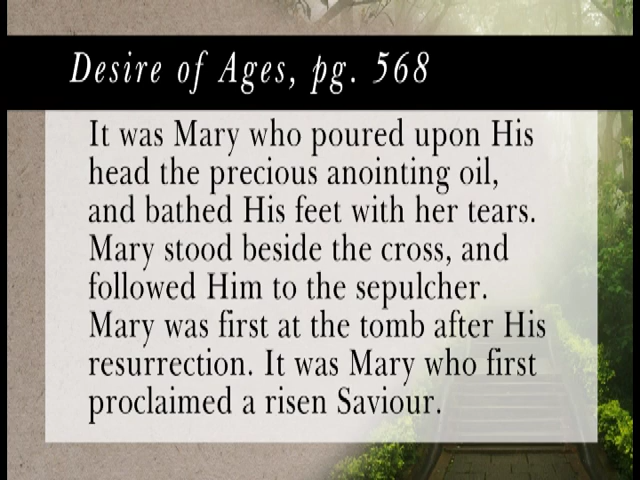 Desire of Ages, pg. 568
It was Mary who poured upon His
head the precious anointing oil,
and bathed His feet with her tears.
Mary stood beside the cross, and
followed Him to the sepulcher.
Mary was first at the tomb after His
resurrection. It was Mary who first
proclaimed a risen Saviour.